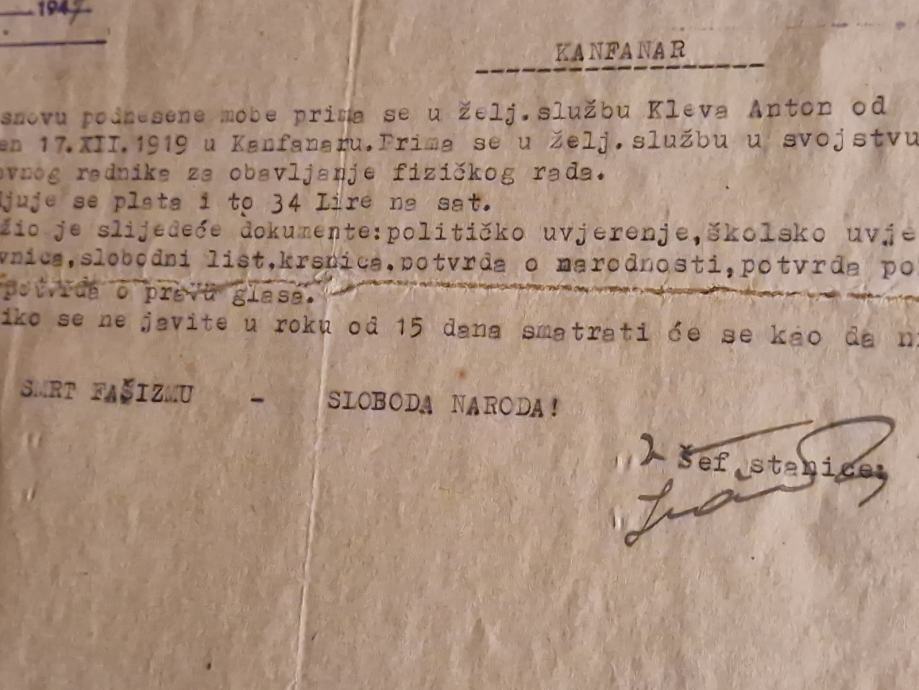 1947
KANFANAR
snovu podnesene mobe prima se u želj.službu Kleva Anton od
en 17.XII.1919 u Kanfanaru.Prima se u želj.službu u svojstvu
ovnog radnika za obavljanje fizičkog rada.
ljuje se plata i to 34 Lire na sat.
žio je slijedeće dokumente:političko uvjerenje,školsko uvje
vnica,slobodni list,krsnica,potvrda o narodnosti,potvrda po
potvrda o pravu glasa.
iko se ne javite u roku od 15 dana smatrati će se kao da n
SMRT FAŠIZMU - SLOBODA NARODA!
Šef stanice: